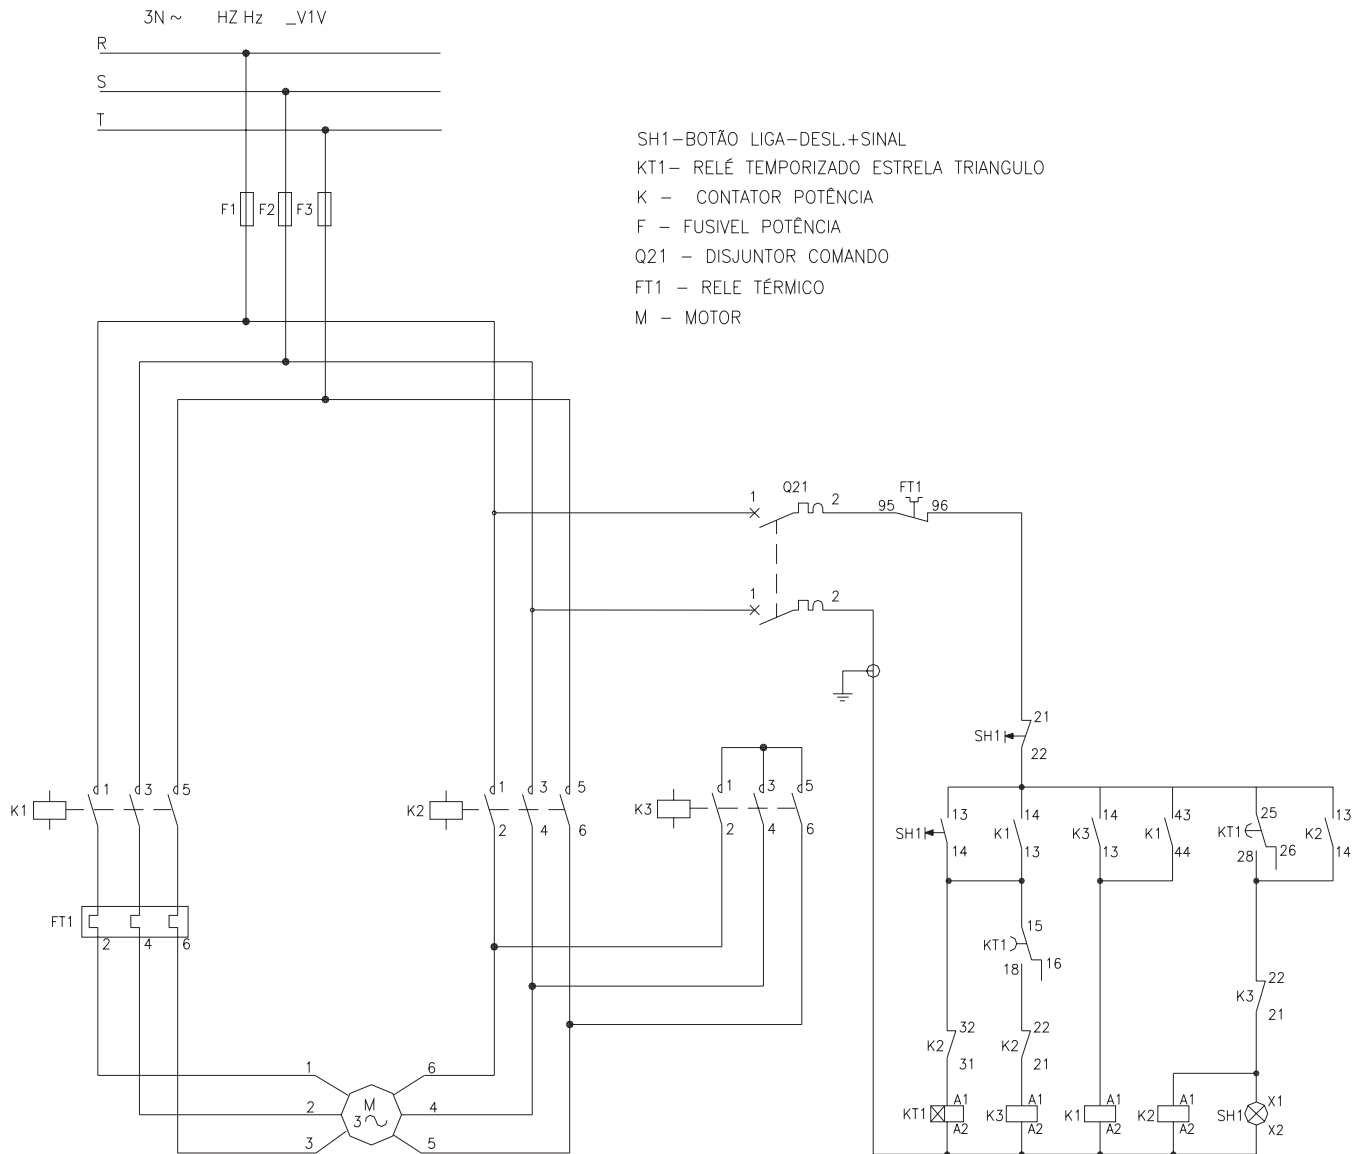 3N ~ HZ Hz _V1V
R
S
T
SH1-BOTÃO LIGA-DESL.+SINAL
KT1- RELÉ TEMPORIZADO ESTRELA TRIANGULO
K - CONTATOR POTÊNCIA
F - FUSIVEL POTÊNCIA
Q21 - DISJUNTOR COMANDO
FT1 - RELE TÉRMICO
M - MOTOR
F1 F2 F3
1 Q21 2 95 FT1 96
1 2
SH1 21
22
K1 1 3 5
K2 1 3 5
2 4 6
K3 1 3 5
2 4 6
SH1 13 14
K1 14 13
K3 14 13
K1 43 44
KT1 25 28 26
K2 13 14
FT1 2 4 6
KT1 15 18 16
K3 22 21
K2 32 31
K2 22 21
KT1 A1 A2
K3 A1 A2
K1 A1 A2
K2 A1 A2
SH1 X1 X2
1 6
2 M 3~ 4
3 5